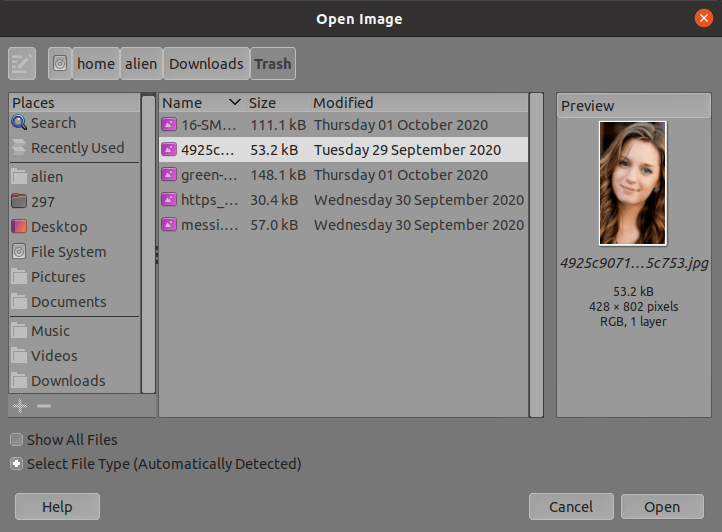 Open Image
home alien Downloads Trash
Places
Search
Recently Used
alien
297
Desktop
File System
Pictures
Documents
Music
Videos
Downloads
Name Size Modified
16-SM... 111.1 kB Thursday 01 October 2020
4925c... 53.2 kB Tuesday 29 September 2020
green-... 148.1 kB Thursday 01 October 2020
https_... 30.4 kB Wednesday 30 September 2020
messi.... 57.0 kB Wednesday 30 September 2020
Preview
4925c9071...5c753.jpg
53.2 kB
428 × 802 pixels
RGB, 1 layer
Show All Files
Select File Type (Automatically Detected)
Help Cancel Open